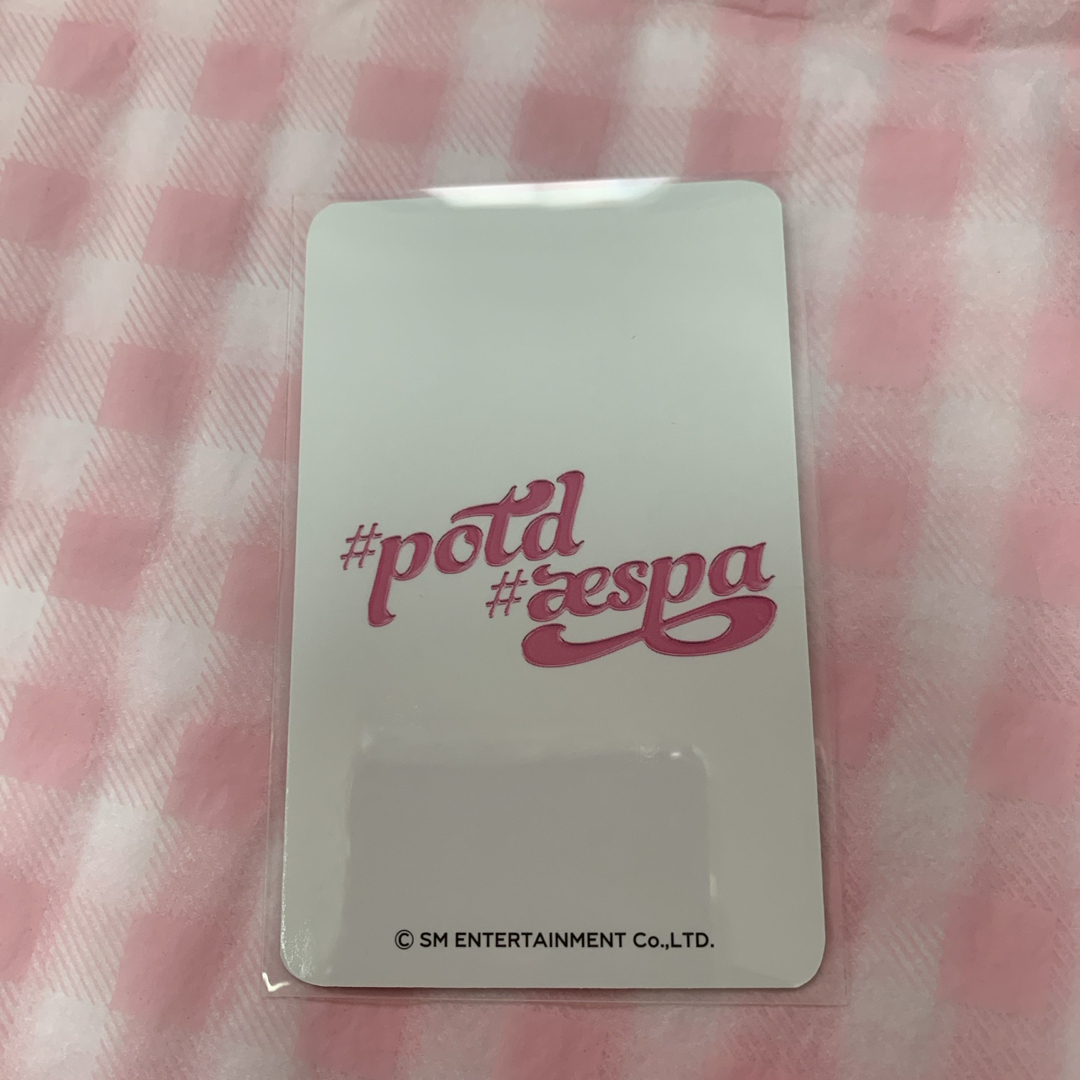 #potd
#æspa
© SM ENTERTAINMENT Co.,LTD.